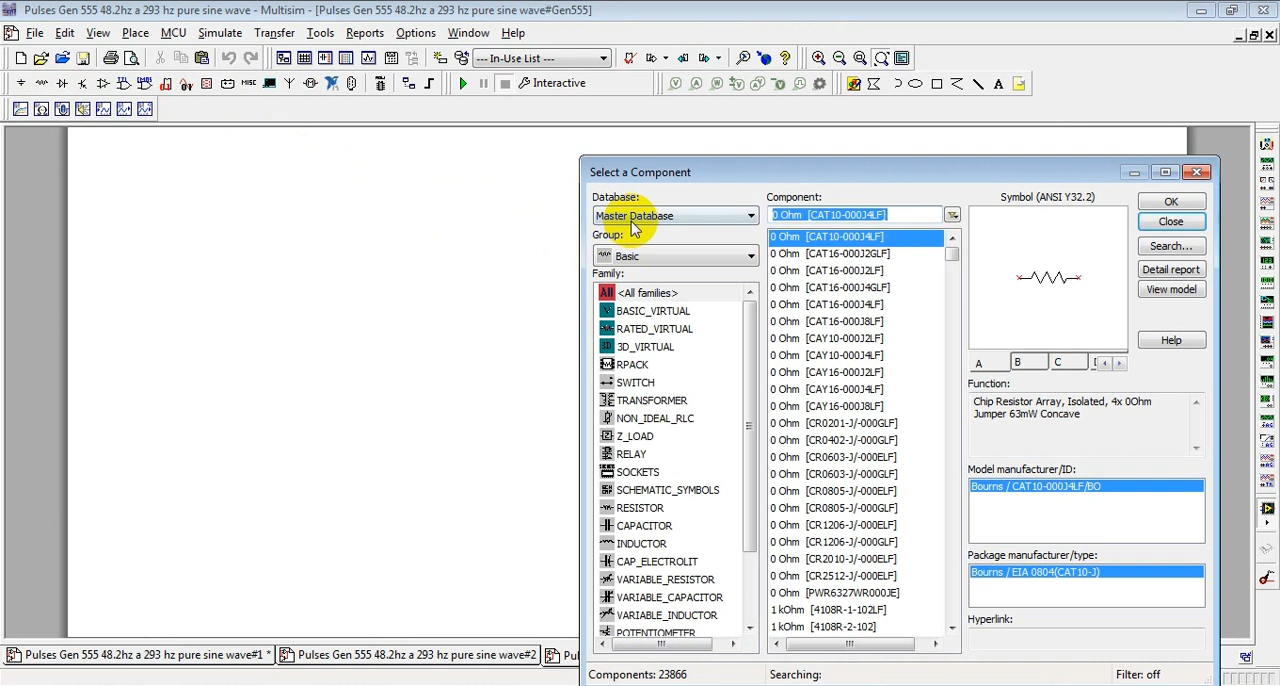 Pulses Gen 555 48.2hz a 293 hz pure sine wave - Multisim - [Pulses Gen 555 48.2hz a 293 hz pure sine wave#Gen555]
File Edit View Place MCU Simulate Transfer Tools Reports Options Window Help
--- In-Use List ---
MISC Interactive
Select a Component
Database:
Master Database
Group:
Basic
Family:
All <All families>
BASIC_VIRTUAL
RATED_VIRTUAL
3D_VIRTUAL
RPACK
SWITCH
TRANSFORMER
NON_IDEAL_RLC
Z_LOAD
RELAY
SOCKETS
SCHEMATIC_SYMBOLS
RESISTOR
CAPACITOR
INDUCTOR
CAP_ELECTROLIT
VARIABLE_RESISTOR
VARIABLE_CAPACITOR
VARIABLE_INDUCTOR
POTENTIOMETER
Component:
0 Ohm [CAT10-000J4LF]
0 Ohm [CAT10-000J4LF]
0 Ohm [CAT16-000J2GLF]
0 Ohm [CAT16-000J2LF]
0 Ohm [CAT16-000J4GLF]
0 Ohm [CAT16-000J4LF]
0 Ohm [CAT16-000J8LF]
0 Ohm [CAY10-000J2LF]
0 Ohm [CAY10-000J4LF]
0 Ohm [CAY16-000J2LF]
0 Ohm [CAY16-000J4LF]
0 Ohm [CAY16-000J8LF]
0 Ohm [CR0201-J/-000GLF]
0 Ohm [CR0402-J/-000GLF]
0 Ohm [CR0603-J/-000ELF]
0 Ohm [CR0603-J/-000GLF]
0 Ohm [CR0805-J/-000ELF]
0 Ohm [CR0805-J/-000GLF]
0 Ohm [CR1206-J/-000ELF]
0 Ohm [CR1206-J/-000GLF]
0 Ohm [CR2010-J/-000ELF]
0 Ohm [CR2512-J/-000ELF]
0 Ohm [PWR6327WR000JE]
1 kOhm [4108R-1-102LF]
1 kOhm [4108R-2-102]
Symbol (ANSI Y32.2)
A B C
Function:
Chip Resistor Array, Isolated, 4x 0Ohm
Jumper 63mW Concave
Model manufacturer/ID:
Bourns / CAT10-000J4LF/BO
Package manufacturer/type:
Bourns / EIA 0804(CAT10-J)
Hyperlink:
OK
Close
Search...
Detail report
View model
Help
Pulses Gen 555 48.2hz a 293 hz pure sine wave#1 *
Pulses Gen 555 48.2hz a 293 hz pure sine wave#2
Components: 23866
Searching:
Filter: off